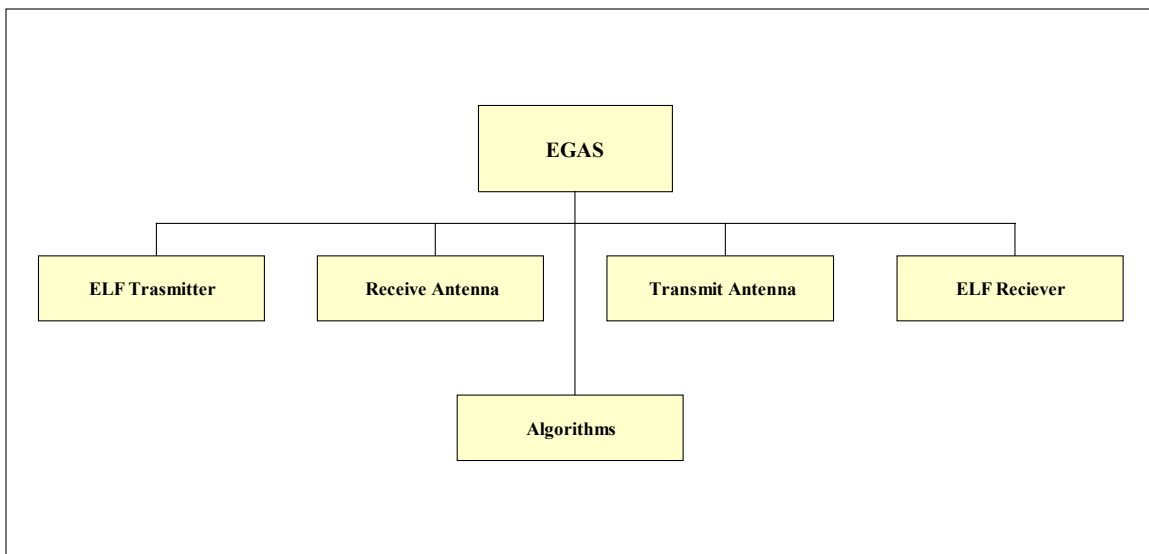 EGAS
ELF Trasmitter
Receive Antenna
Transmit Antenna
ELF Reciever
Algorithms